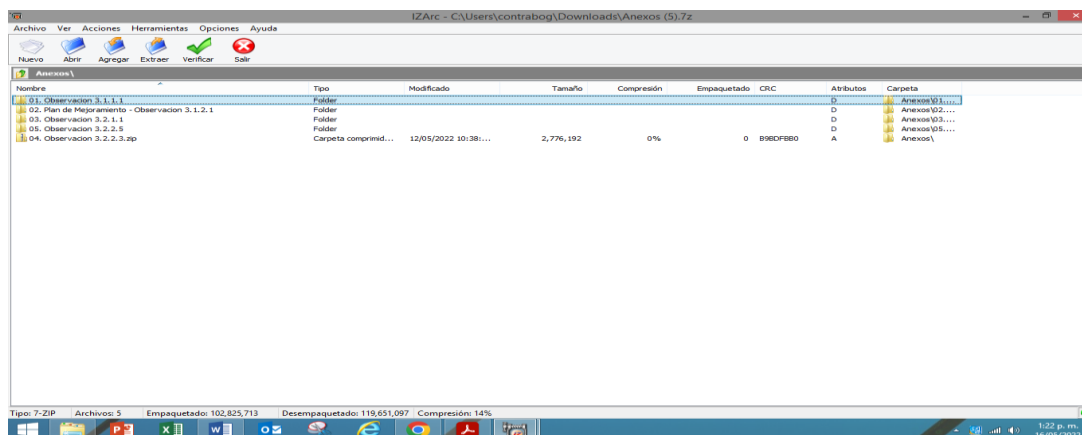 IZArc - C:\Users\contrabog\Downloads\Anexos (5).7z
Archivo Ver Acciones Herramientas Opciones Ayuda
Nuevo Abrir Agregar Extraer Verificar Salir
Anexos\
Nombre Tipo Modificado Tamaño Compresión Empaquetado CRC Atributos Carpeta
01. Observacion 3.1.1.1 Folder D Anexos\01....
02. Plan de Mejoramiento - Observacion 3.1.2.1 Folder D Anexos\02....
03. Observacion 3.2.1.1 Folder D Anexos\03....
05. Observacion 3.2.2.5 Folder D Anexos\05....
04. Observacion 3.2.2.3.zip Carpeta comprimid... 12/05/2022 10:38:... 2,776,192 0% 0 B9BDFBB0 A Anexos\
Tipo: 7-ZIP Archivos: 5 Empaquetado: 102,825,713 Desempaquetado: 119,651,097 Compresión: 14%
1:22 p. m.
16/05/2022